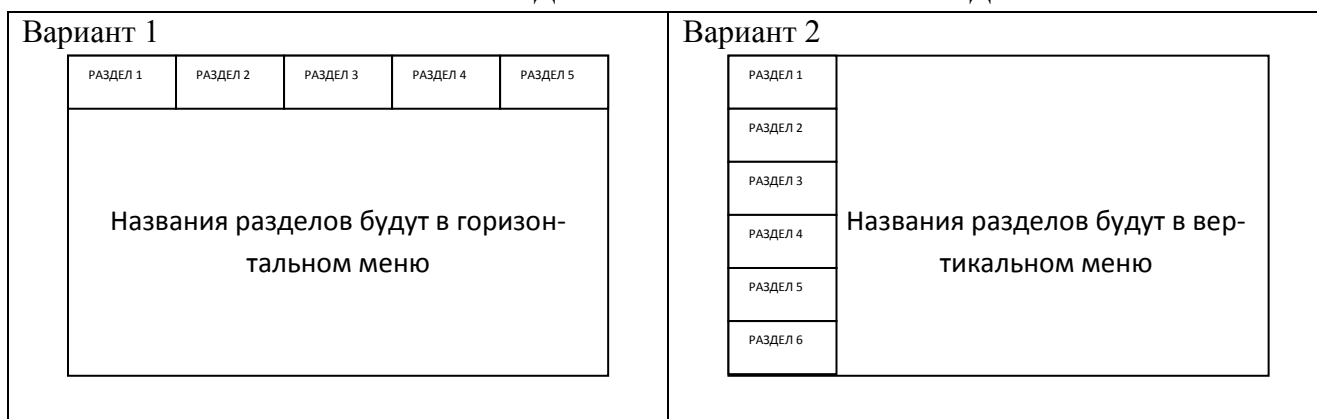 Вариант 1
РАЗДЕЛ 1 РАЗДЕЛ 2 РАЗДЕЛ 3 РАЗДЕЛ 4 РАЗДЕЛ 5
Названия разделов будут в горизон-
тальном меню
Вариант 2
РАЗДЕЛ 1
РАЗДЕЛ 2
РАЗДЕЛ 3
РАЗДЕЛ 4
РАЗДЕЛ 5
РАЗДЕЛ 6
Названия разделов будут в вер-
тикальном меню